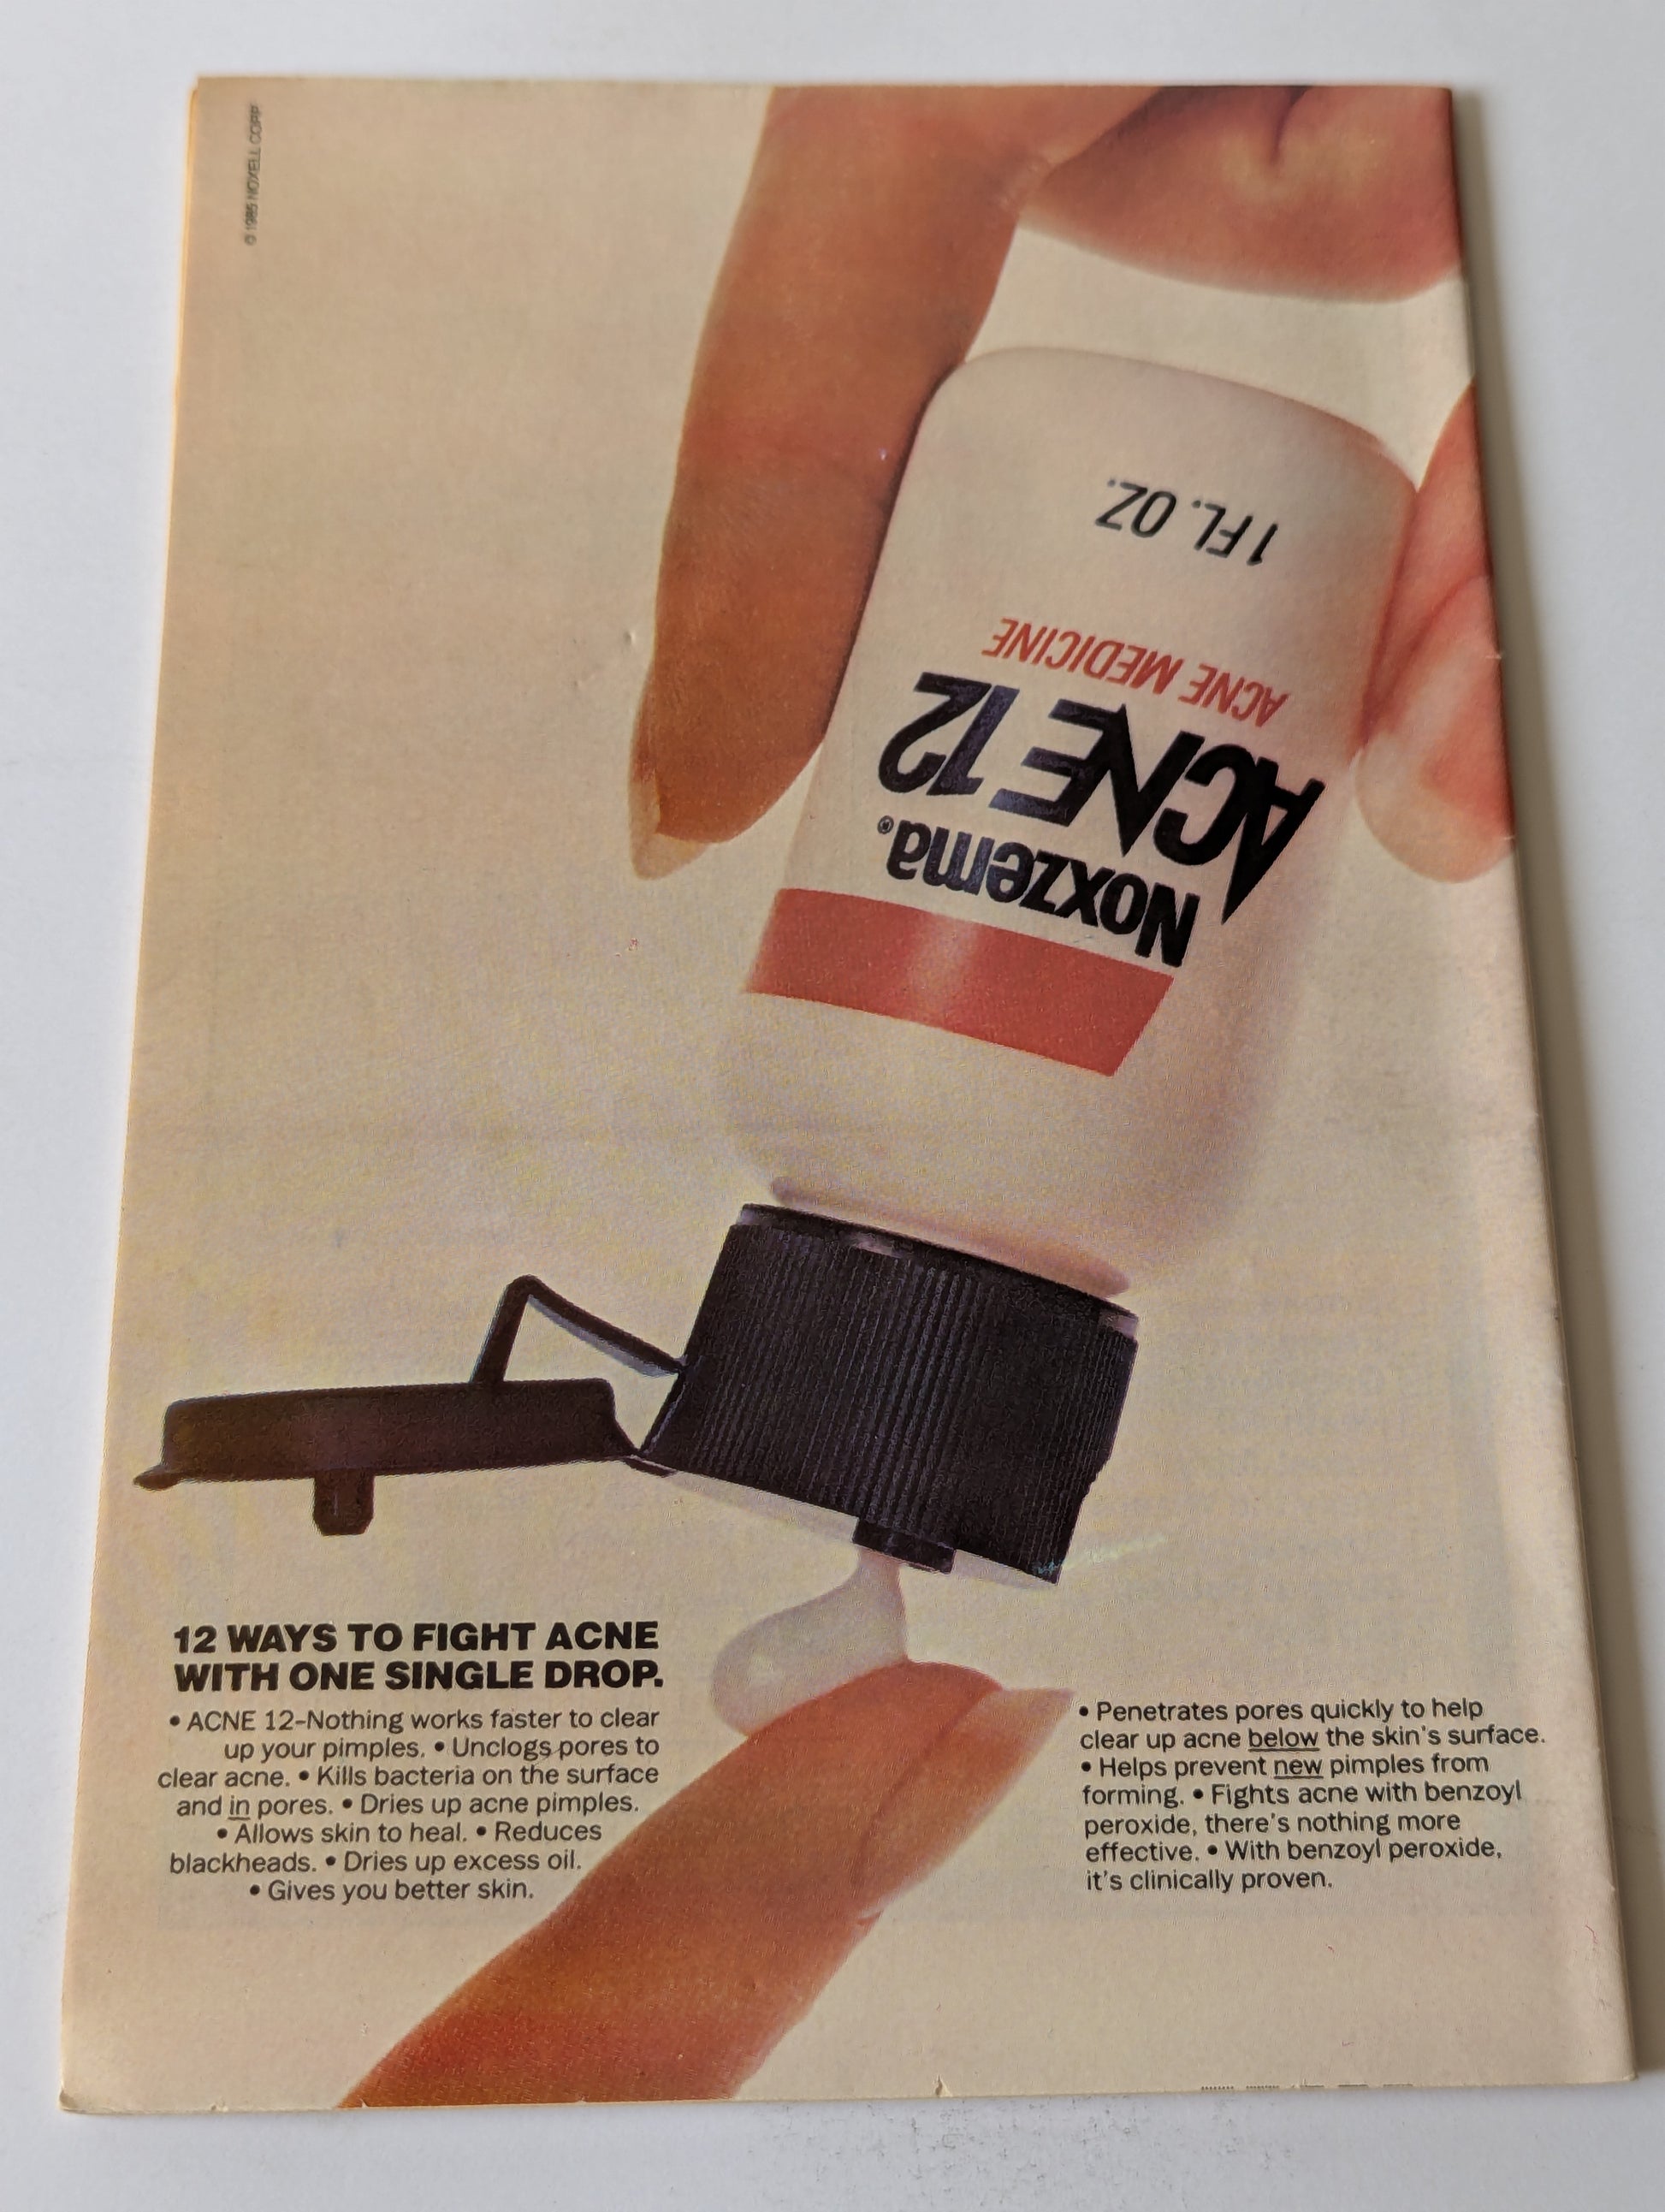 © 1985 NOXELL CORP
1 FL. OZ.
ACNE MEDICINE
ACNE 12
Noxzema®
12 WAYS TO FIGHT ACNE
WITH ONE SINGLE DROP.
• ACNE 12–Nothing works faster to clear
up your pimples. • Unclogs pores to
clear acne. • Kills bacteria on the surface
and in pores. • Dries up acne pimples.
• Allows skin to heal. • Reduces
blackheads. • Dries up excess oil.
• Gives you better skin.
• Penetrates pores quickly to help
clear up acne below the skin's surface.
• Helps prevent new pimples from
forming. • Fights acne with benzoyl
peroxide, there's nothing more
effective. • With benzoyl peroxide,
it's clinically proven.